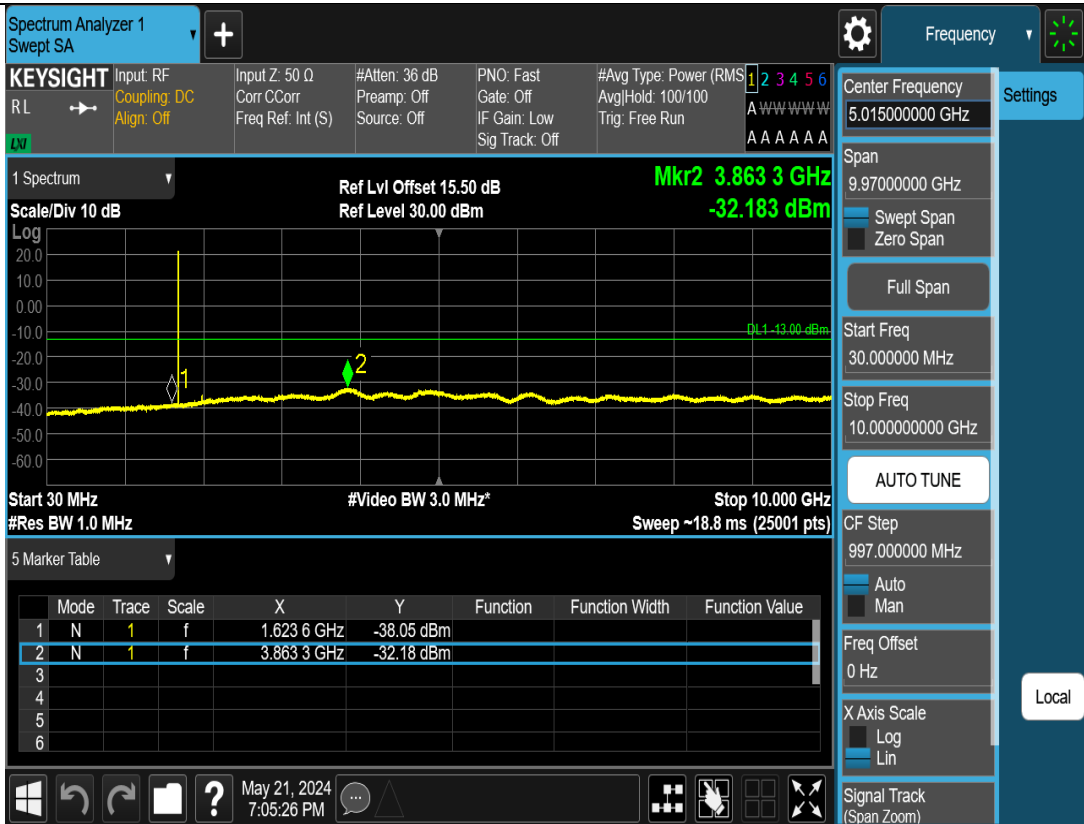 Spectrum Analyzer 1
Swept SA
+
Frequency
KEYSIGHT
R L
LXI
Input: RF
Coupling: DC
Align: Off
Input Z: 50 Ω
Corr CCorr
Freq Ref: Int (S)
#Atten: 36 dB
Preamp: Off
Source: Off
PNO: Fast
Gate: Off
IF Gain: Low
Sig Track: Off
#Avg Type: Power (RMS
Avg|Hold: 100/100
Trig: Free Run
1 2 3 4 5 6
A W W W W W
A A A A A A
1 Spectrum
Scale/Div 10 dB
Ref Lvl Offset 15.50 dB
Ref Level 30.00 dBm
Mkr2 3.863 3 GHz
-32.183 dBm
Log
20.0
10.0
0.00
-10.0
-20.0
-30.0
-40.0
-50.0
-60.0
DL1 -13.00 dBm
1
2
Start 30 MHz
#Res BW 1.0 MHz
#Video BW 3.0 MHz*
Stop 10.000 GHz
Sweep ~18.8 ms (25001 pts)
5 Marker Table
Mode Trace Scale X Y Function Function Width Function Value
1 N 1 f 1.623 6 GHz -38.05 dBm
2 N 1 f 3.863 3 GHz -32.18 dBm
3
4
5
6
?
May 21, 2024
7:05:26 PM
Center Frequency
5.015000000 GHz
Settings
Span
9.97000000 GHz
Swept Span
Zero Span
Full Span
Start Freq
30.000000 MHz
Stop Freq
10.000000000 GHz
AUTO TUNE
CF Step
997.000000 MHz
Auto
Man
Freq Offset
0 Hz
X Axis Scale
Log
Lin
Local
Signal Track
(Span Zoom)